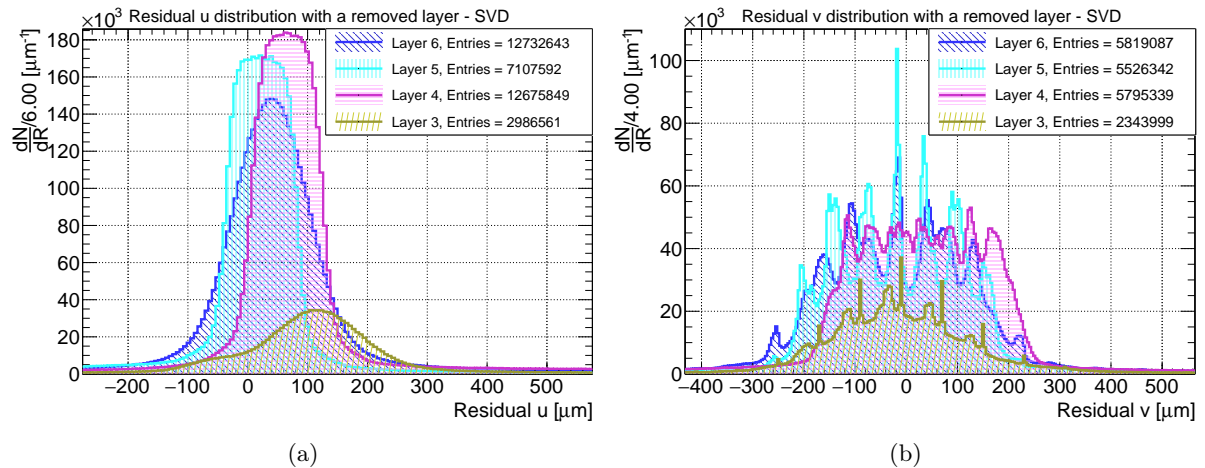 Residual u distribution with a removed layer - SVD
×10³
dN/dR/6.00 [μm⁻¹]
180
160
140
120
100
80
60
40
20
0
Layer 6, Entries = 12732643
Layer 5, Entries = 7107592
Layer 4, Entries = 12675849
Layer 3, Entries = 2986561
−200 −100 0 100 200 300 400 500
Residual u [μm]
(a)
Residual v distribution with a removed layer - SVD
×10³
dN/dR/4.00 [μm⁻¹]
100
80
60
40
20
0
Layer 6, Entries = 5819087
Layer 5, Entries = 5526342
Layer 4, Entries = 5795339
Layer 3, Entries = 2343999
−400 −300 −200 −100 0 100 200 300 400 500
Residual v [μm]
(b)